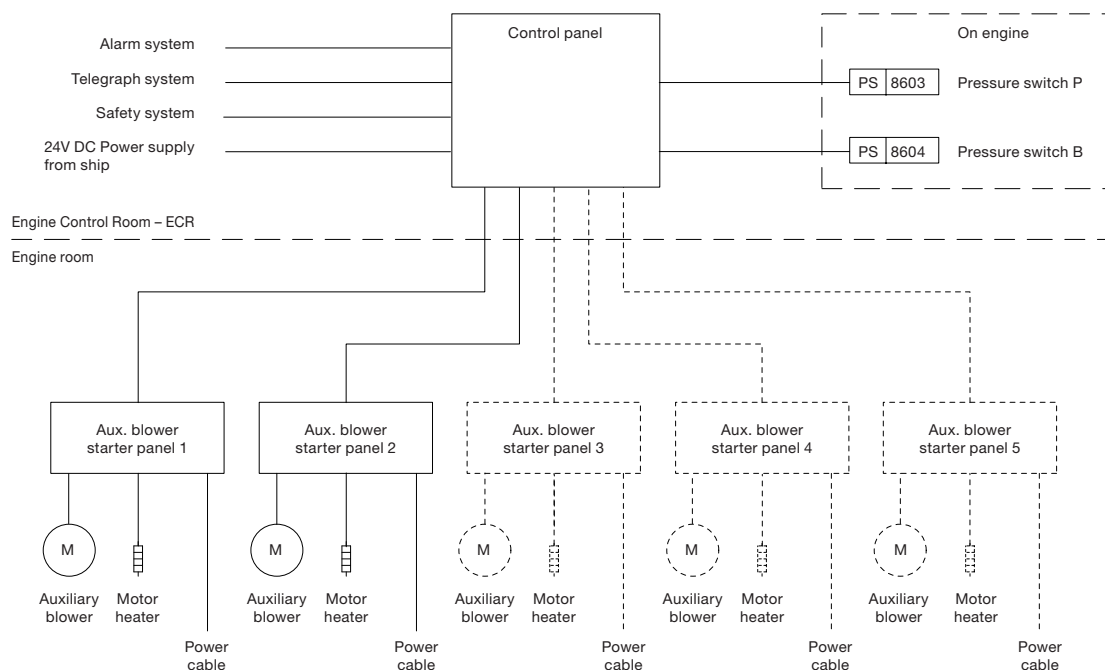 Control panel
On engine
Alarm system
Telegraph system
Safety system
24V DC Power supply
from ship
PS 8603 Pressure switch P
PS 8604 Pressure switch B
Engine Control Room – ECR
Engine room
Aux. blower
starter panel 1
Aux. blower
starter panel 2
Aux. blower
starter panel 3
Aux. blower
starter panel 4
Aux. blower
starter panel 5
M
M
M
M
M
Auxiliary
blower
Motor
heater
Auxiliary
blower
Motor
heater
Auxiliary
blower
Motor
heater
Auxiliary
blower
Motor
heater
Auxiliary
blower
Motor
heater
Power
cable
Power
cable
Power
cable
Power
cable
Power
cable